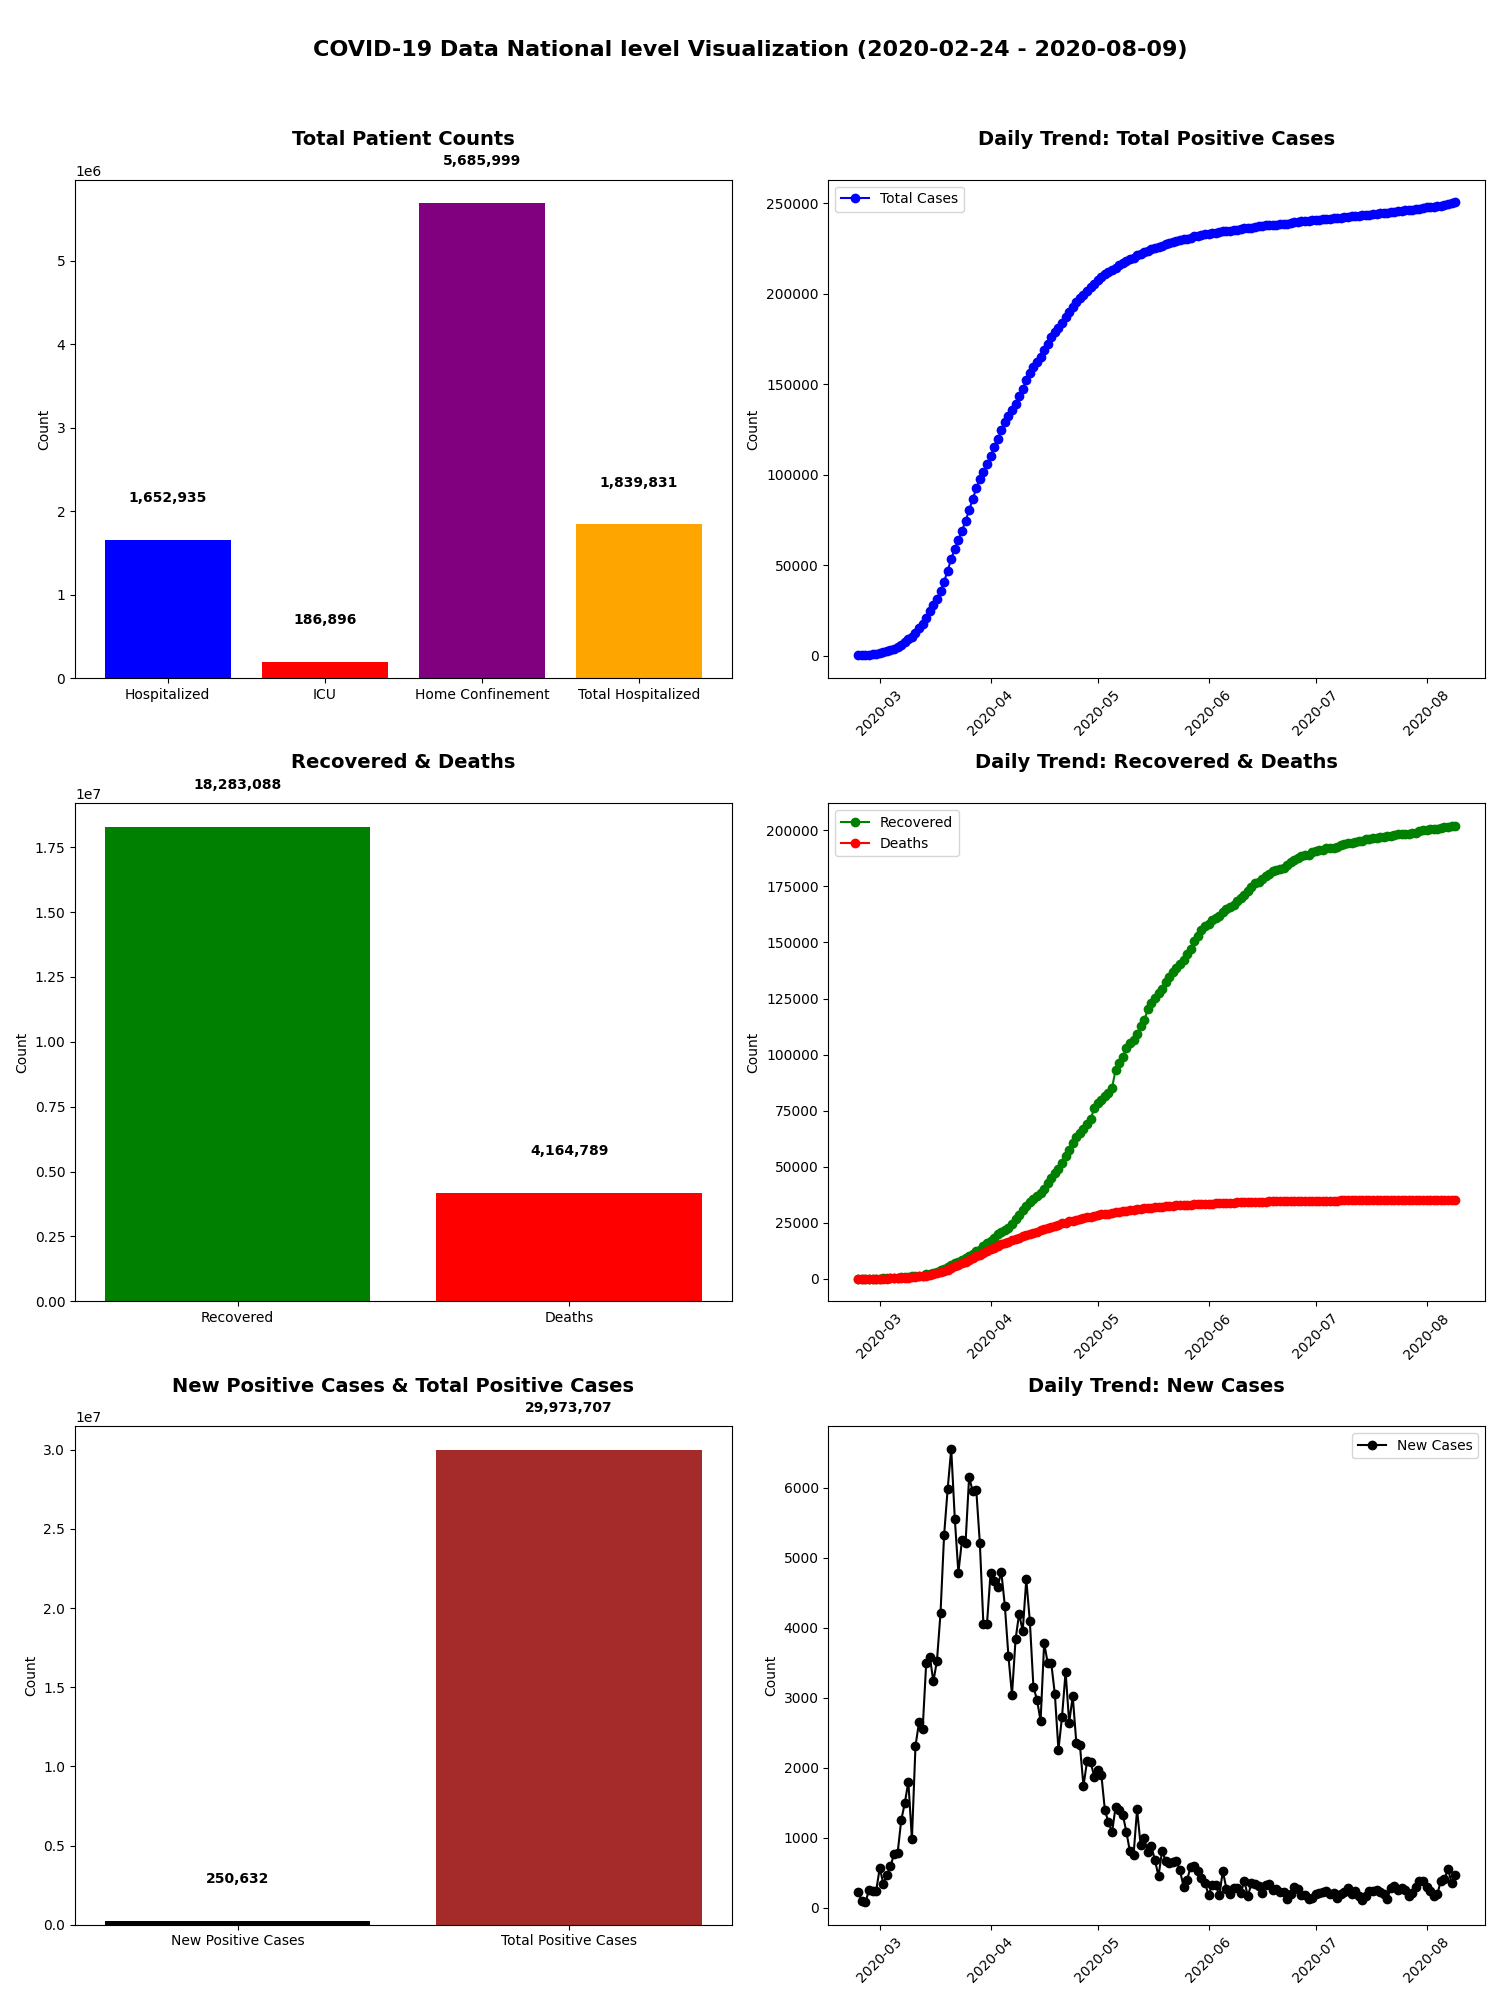 COVID-19 Data National level Visualization (2020-02-24 - 2020-08-09)
Total Patient Counts
5,685,999
1e6
5
4
3
2
1
0
Count
1,652,935
186,896
1,839,831
Hospitalized
ICU
Home Confinement
Total Hospitalized
Daily Trend: Total Positive Cases
Total Cases
250000
200000
150000
100000
50000
0
Count
2020-03
2020-04
2020-05
2020-06
2020-07
2020-08
Recovered & Deaths
18,283,088
1e7
1.75
1.50
1.25
1.00
0.75
0.50
0.25
0.00
Count
4,164,789
Recovered
Deaths
Daily Trend: Recovered & Deaths
Recovered
Deaths
200000
175000
150000
125000
100000
75000
50000
25000
0
Count
2020-03
2020-04
2020-05
2020-06
2020-07
2020-08
New Positive Cases & Total Positive Cases
29,973,707
1e7
3.0
2.5
2.0
1.5
1.0
0.5
0.0
Count
250,632
New Positive Cases
Total Positive Cases
Daily Trend: New Cases
New Cases
6000
5000
4000
3000
2000
1000
0
Count
2020-03
2020-04
2020-05
2020-06
2020-07
2020-08